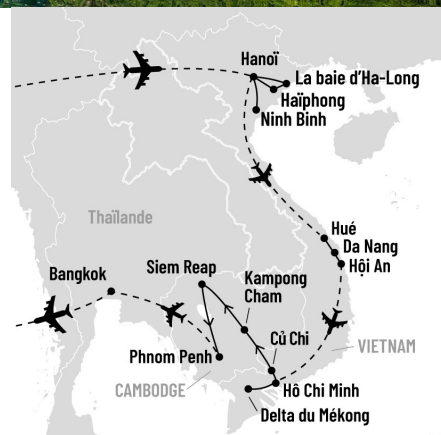 Hanoï
La baie d'Ha-Long
Haïphong
Ninh Binh
Thaïlande
Hué
Da Nang
Hội An
Bangkok
Siem Reap
Kampong
Cham
Củ Chi
VIETNAM
Phnom Penh
CAMBODGE
Hô Chi Minh
Delta du Mékong